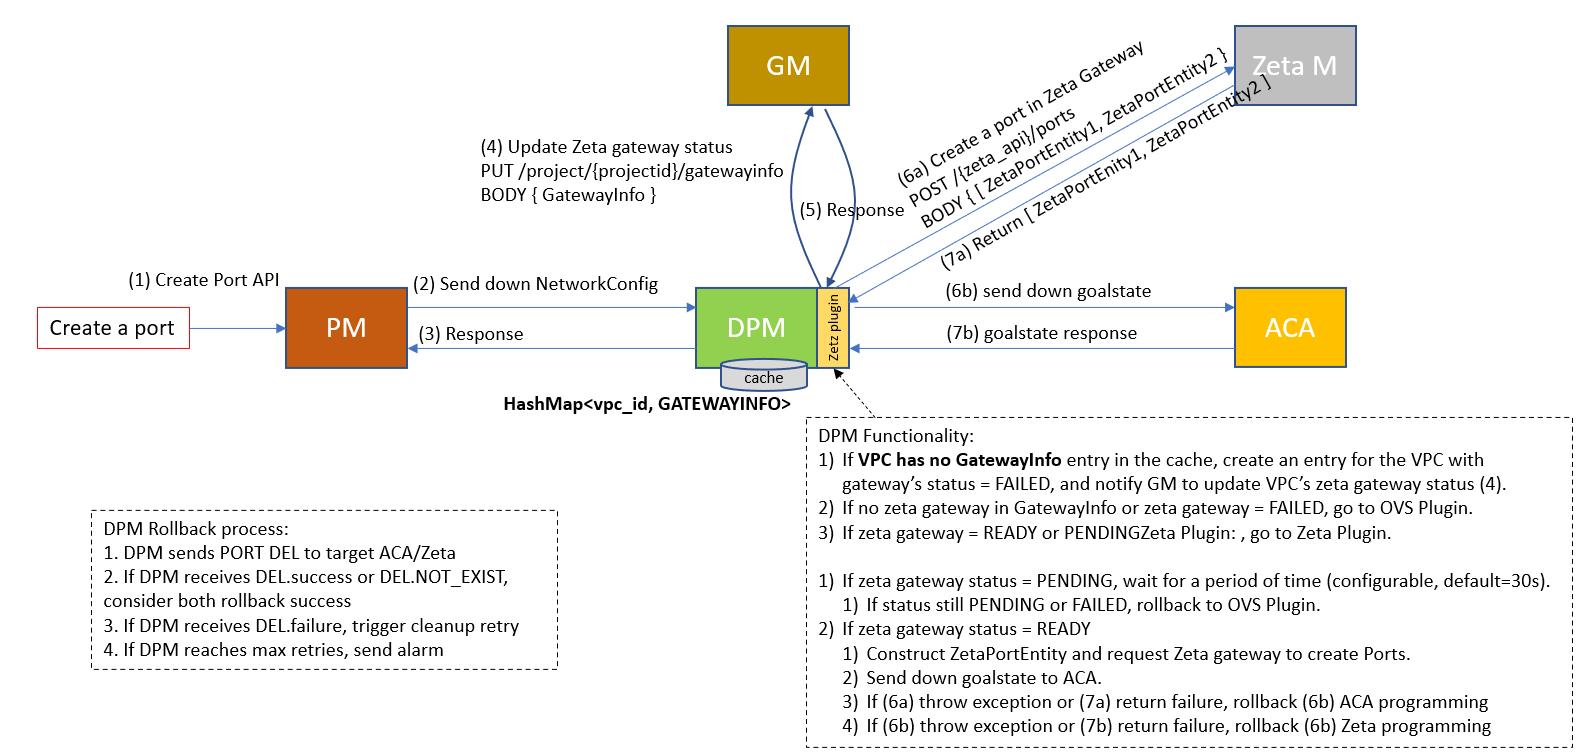 GM
Zeta M
(4) Update Zeta gateway status
PUT /project/{projectid}/gatewayinfo
BODY { GatewayInfo }
(5) Response
(6a) Create a port in Zeta Gateway
POST /{zeta_api}/ports
BODY { [ ZetaPortEntity1, ZetaPortEntity2 }
(7a) Return [ ZetaPortEnity1, ZetaPortEntity2 ]
(1) Create Port API
Create a port
PM
(2) Send down NetworkConfig
(3) Response
DPM
Zetz plugin
cache
HashMap<vpc_id, GATEWAYINFO>
(6b) send down goalstate
(7b) goalstate response
ACA
DPM Functionality:
1) If VPC has no GatewayInfo entry in the cache, create an entry for the VPC with
gateway’s status = FAILED, and notify GM to update VPC’s zeta gateway status (4).
2) If no zeta gateway in GatewayInfo or zeta gateway = FAILED, go to OVS Plugin.
3) If zeta gateway = READY or PENDINGZeta Plugin: , go to Zeta Plugin.
1) If zeta gateway status = PENDING, wait for a period of time (configurable, default=30s).
1) If status still PENDING or FAILED, rollback to OVS Plugin.
2) If zeta gateway status = READY
1) Construct ZetaPortEntity and request Zeta gateway to create Ports.
2) Send down goalstate to ACA.
3) If (6a) throw exception or (7a) return failure, rollback (6b) ACA programming
4) If (6b) throw exception or (7b) return failure, rollback (6b) Zeta programming
DPM Rollback process:
1. DPM sends PORT DEL to target ACA/Zeta
2. If DPM receives DEL.success or DEL.NOT_EXIST,
consider both rollback success
3. If DPM receives DEL.failure, trigger cleanup retry
4. If DPM reaches max retries, send alarm